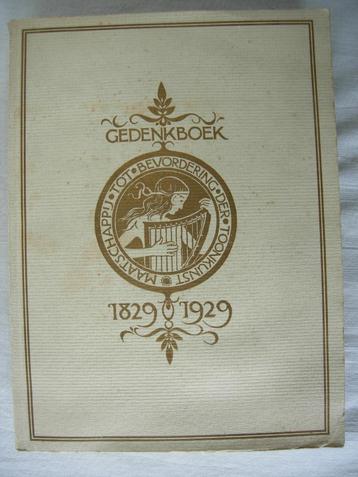 GEDENKBOEK
MAATSCHAPPIJ • TOT • BEVORDERING • DER • TOONKUNST
1829 1929